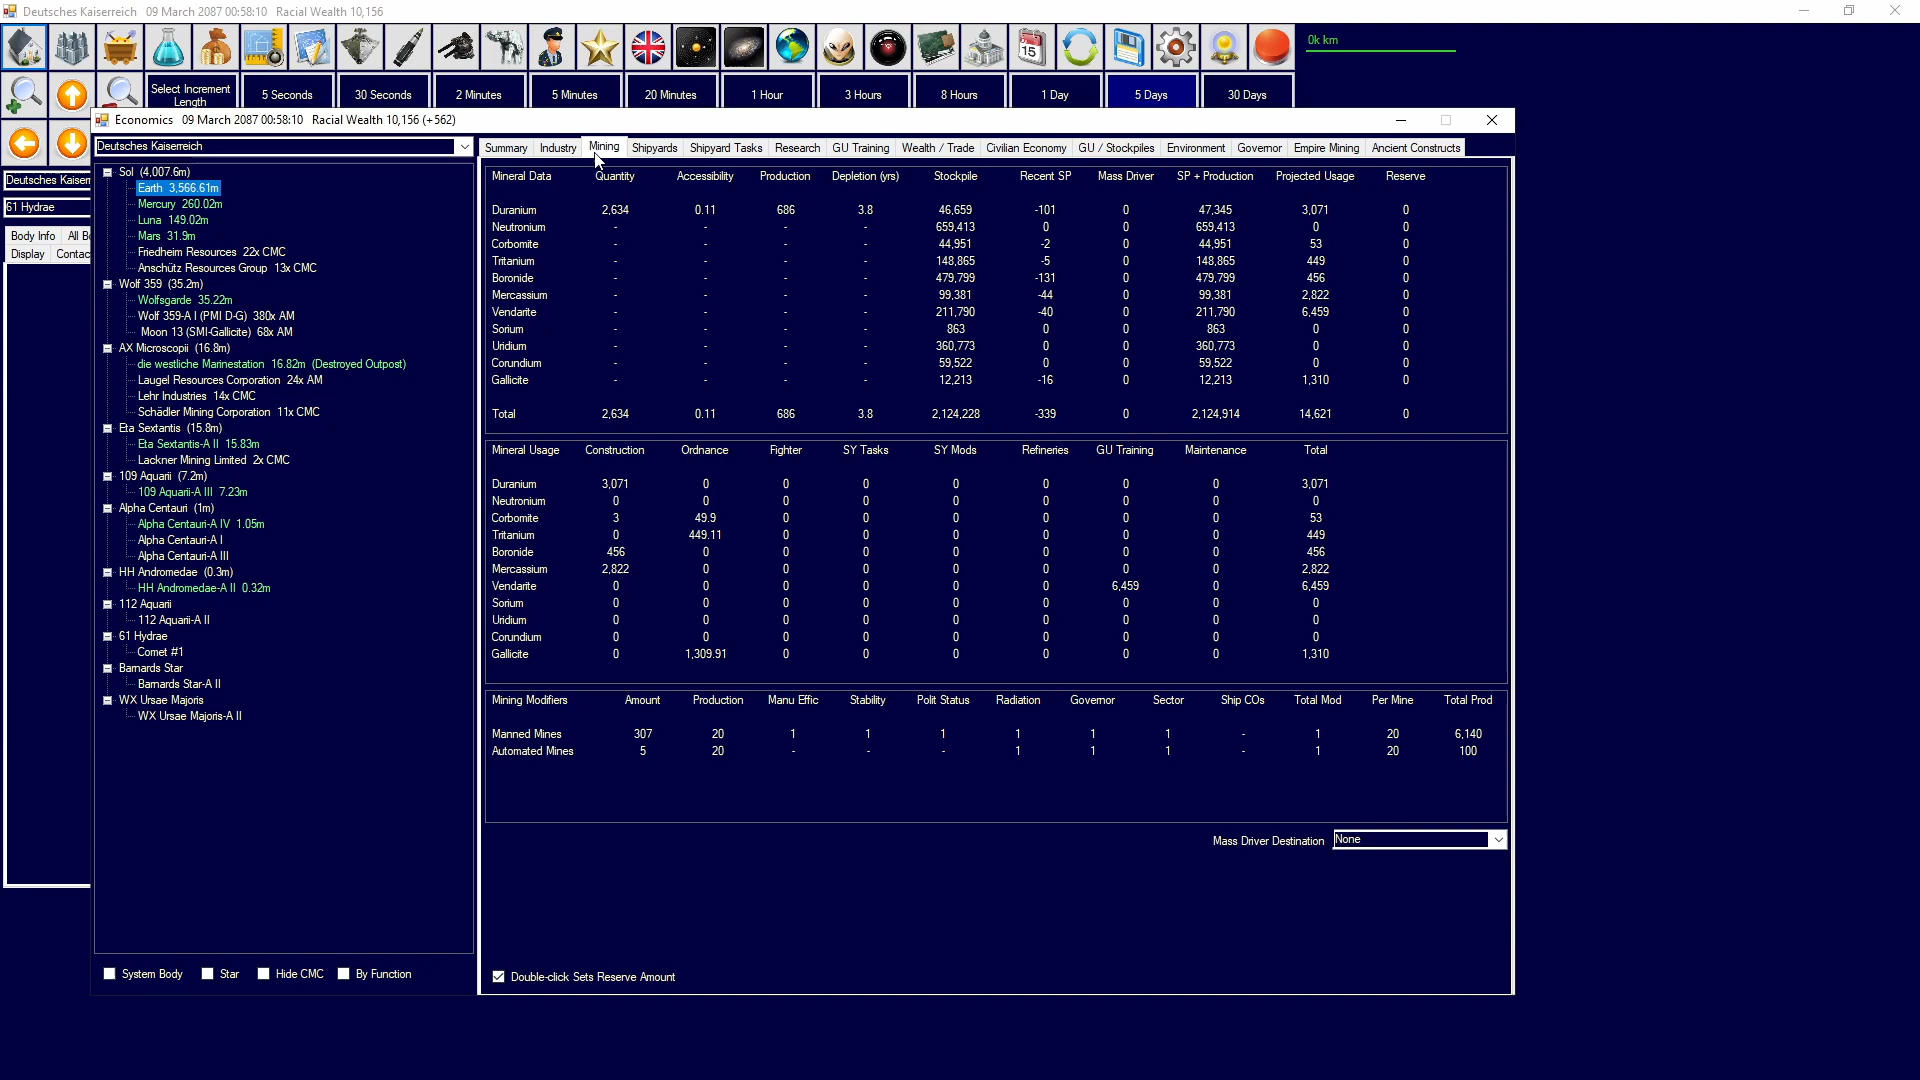 Deutsches Kaiserreich 09 March 2087 00:58:10 Racial Wealth 10,156
0k km
Select Increment Length
5 Seconds
30 Seconds
2 Minutes
5 Minutes
20 Minutes
1 Hour
3 Hours
8 Hours
1 Day
5 Days
30 Days
Economics 09 March 2087 00:58:10 Racial Wealth 10,156 (+562)
Deutsches Kaisern
61 Hydrae
Body Info All Bo
Display Contac
Deutsches Kaiserreich
Sol (4,007.6m)
Earth 3,566.61m
Mercury 260.02m
Luna 149.02m
Mars 31.9m
Friedheim Resources 22x CMC
Anschütz Resources Group 13x CMC
Wolf 359 (35.2m)
Wolfsgarde 35.22m
Wolf 359-A I (PMI D-G) 380x AM
Moon 13 (SMI-Gallicite) 68x AM
AX Microscopii (16.8m)
die westliche Marinestation 16.82m (Destroyed Outpost)
Laugel Resources Corporation 24x AM
Lehr Industries 14x CMC
Schädler Mining Corporation 11x CMC
Eta Sextantis (15.8m)
Eta Sextantis-A II 15.83m
Lackner Mining Limited 2x CMC
109 Aquarii (7.2m)
109 Aquarii-A III 7.23m
Alpha Centauri (1m)
Alpha Centauri-A IV 1.05m
Alpha Centauri-A I
Alpha Centauri-A III
HH Andromedae (0.3m)
HH Andromedae-A II 0.32m
112 Aquarii
112 Aquarii-A II
61 Hydrae
Comet #1
Barnards Star
Barnards Star-A II
WX Ursae Majoris
WX Ursae Majoris-A II
System Body Star Hide CMC By Function
Summary Industry Mining Shipyards Shipyard Tasks Research GU Training Wealth / Trade Civilian Economy GU / Stockpiles Environment Governor Empire Mining Ancient Constructs
Mineral Data Quantity Accessibility Production Depletion (yrs) Stockpile Recent SP Mass Driver SP + Production Projected Usage Reserve
Duranium 2,634 0.11 686 3.8 46,659 -101 0 47,345 3,071 0
Neutronium - - - - 659,413 0 0 659,413 0 0
Corbomite - - - - 44,951 -2 0 44,951 53 0
Tritanium - - - - 148,865 -5 0 148,865 449 0
Boronide - - - - 479,799 -131 0 479,799 456 0
Mercassium - - - - 99,381 -44 0 99,381 2,822 0
Vendarite - - - - 211,790 -40 0 211,790 6,459 0
Sorium - - - - 863 0 0 863 0 0
Uridium - - - - 360,773 0 0 360,773 0 0
Corundium - - - - 59,522 0 0 59,522 0 0
Gallicite - - - - 12,213 -16 0 12,213 1,310 0
Total 2,634 0.11 686 3.8 2,124,228 -339 0 2,124,914 14,621 0
Mineral Usage Construction Ordnance Fighter SY Tasks SY Mods Refineries GU Training Maintenance Total
Duranium 3,071 0 0 0 0 0 0 0 3,071
Neutronium 0 0 0 0 0 0 0 0 0
Corbomite 3 49.9 0 0 0 0 0 0 53
Tritanium 0 449.11 0 0 0 0 0 0 449
Boronide 456 0 0 0 0 0 0 0 456
Mercassium 2,822 0 0 0 0 0 0 0 2,822
Vendarite 0 0 0 0 0 0 6,459 0 6,459
Sorium 0 0 0 0 0 0 0 0 0
Uridium 0 0 0 0 0 0 0 0 0
Corundium 0 0 0 0 0 0 0 0 0
Gallicite 0 1,309.91 0 0 0 0 0 0 1,310
Mining Modifiers Amount Production Manu Effic Stability Polit Status Radiation Governor Sector Ship COs Total Mod Per Mine Total Prod
Manned Mines 307 20 1 1 1 1 1 1 - 1 20 6,140
Automated Mines 5 20 - - - 1 1 1 - 1 20 100
Mass Driver Destination None
Double-click Sets Reserve Amount